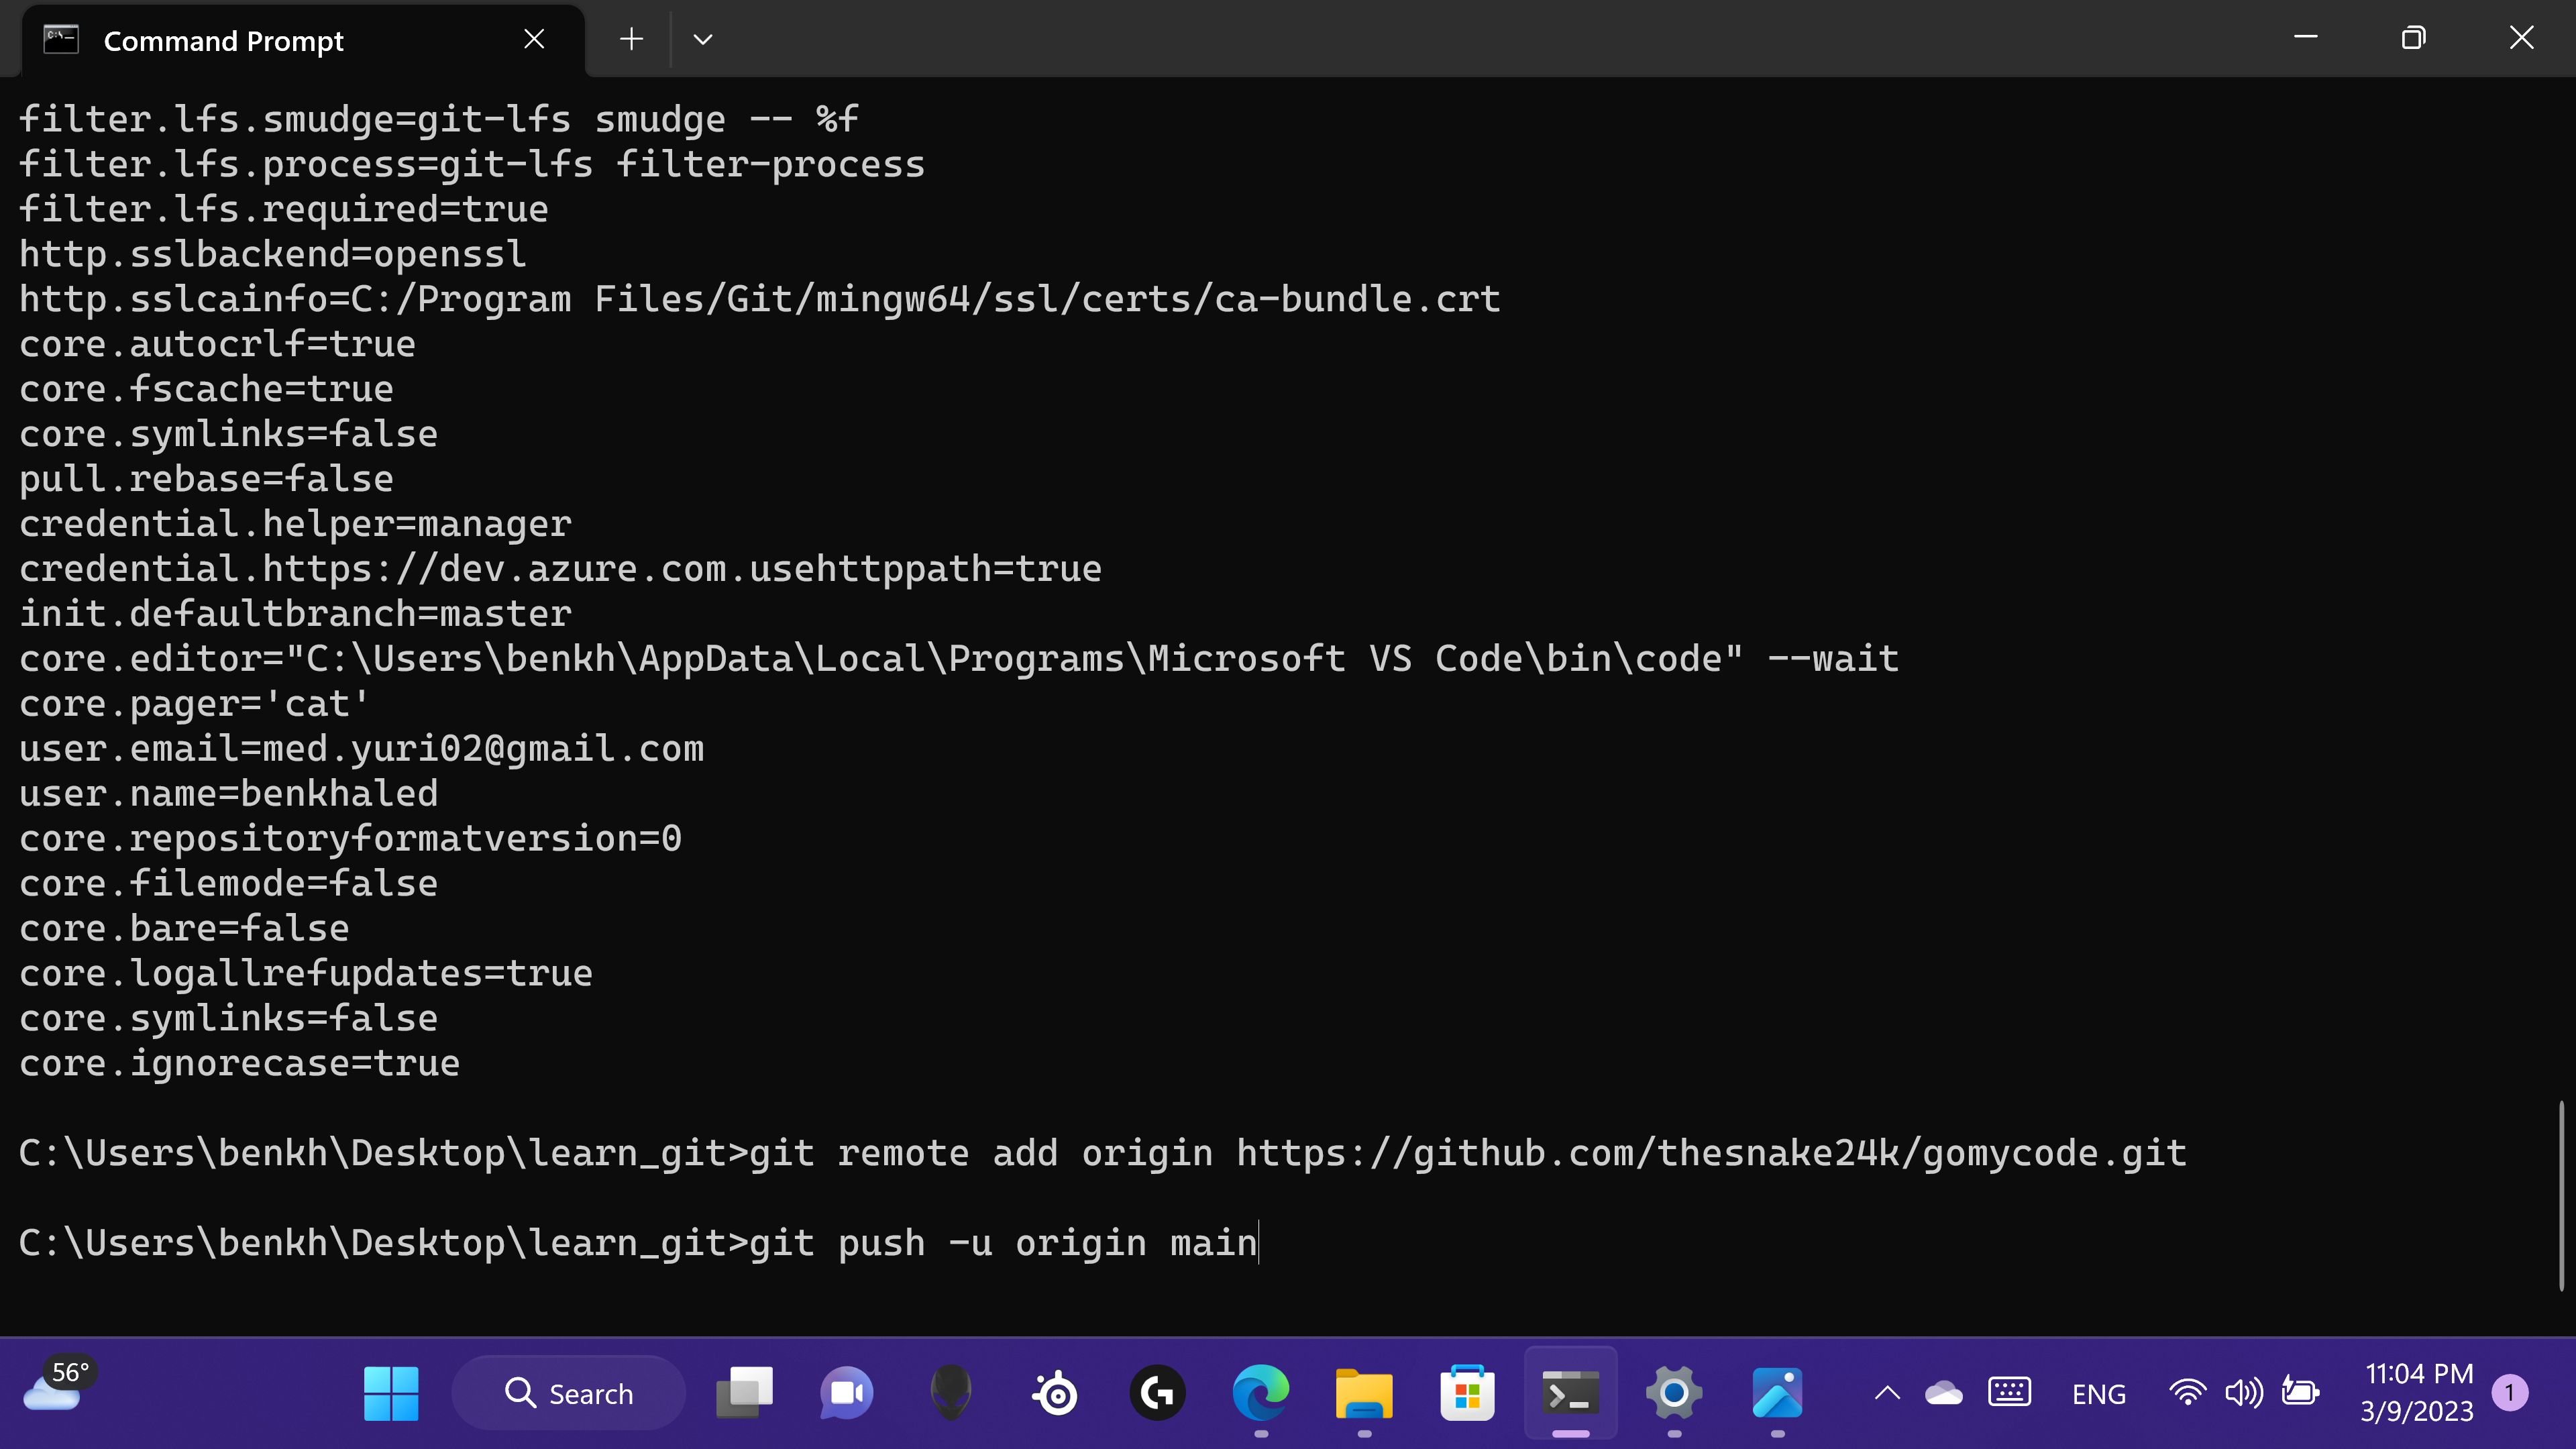 Command Prompt
filter.lfs.smudge=git-lfs smudge -- %f
filter.lfs.process=git-lfs filter-process
filter.lfs.required=true
http.sslbackend=openssl
http.sslcainfo=C:/Program Files/Git/mingw64/ssl/certs/ca-bundle.crt
core.autocrlf=true
core.fscache=true
core.symlinks=false
pull.rebase=false
credential.helper=manager
credential.https://dev.azure.com.usehttppath=true
init.defaultbranch=master
core.editor="C:\Users\benkh\AppData\Local\Programs\Microsoft VS Code\bin\code" --wait
core.pager='cat'
user.email=med.yuri02@gmail.com
user.name=benkhaled
core.repositoryformatversion=0
core.filemode=false
core.bare=false
core.logallrefupdates=true
core.symlinks=false
core.ignorecase=true
C:\Users\benkh\Desktop\learn_git>git remote add origin https://github.com/thesnake24k/gomycode.git
C:\Users\benkh\Desktop\learn_git>git push -u origin main
56°
Search
ENG
11:04 PM
3/9/2023
1